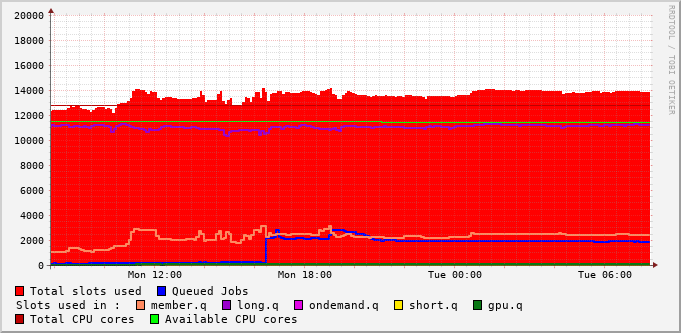 20000
18000
16000
14000
12000
10000
8000
6000
4000
2000
0
Mon 12:00 Mon 18:00 Tue 00:00 Tue 06:00
RRDTOOL / TOBI OETIKER
Total slots used Queued Jobs
Slots used in : member.q long.q ondemand.q short.q gpu.q
Total CPU cores Available CPU cores